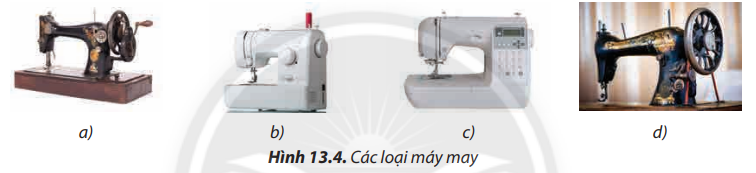 a) b) c) d)
Hình 13.4. Các loại máy may